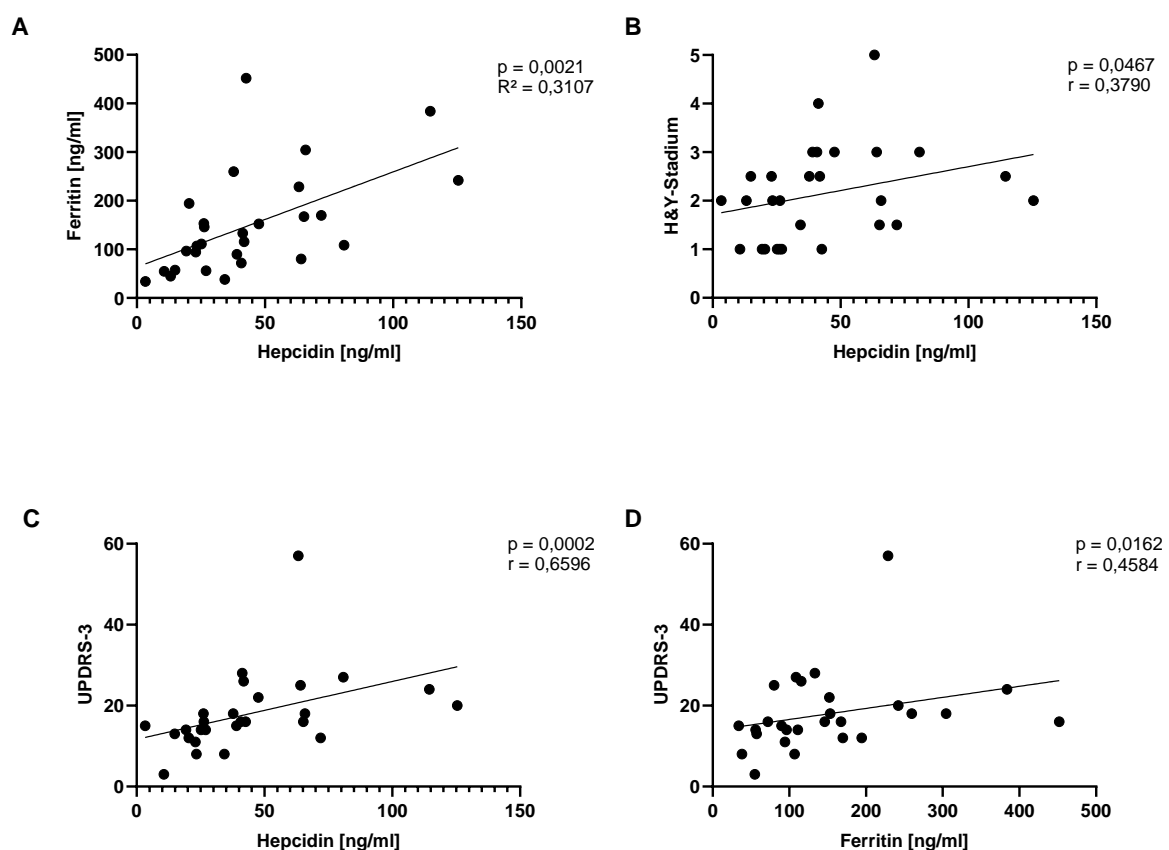 A
p = 0,0021
R² = 0,3107
500
400
300
200
100
0
Ferritin [ng/ml]
0 50 100 150
Hepcidin [ng/ml]
B
p = 0,0467
r = 0,3790
5
4
3
2
1
0
H&Y-Stadium
0 50 100 150
Hepcidin [ng/ml]
C
p = 0,0002
r = 0,6596
60
40
20
0
UPDRS-3
0 50 100 150
Hepcidin [ng/ml]
D
p = 0,0162
r = 0,4584
60
40
20
0
UPDRS-3
0 100 200 300 400 500
Ferritin [ng/ml]